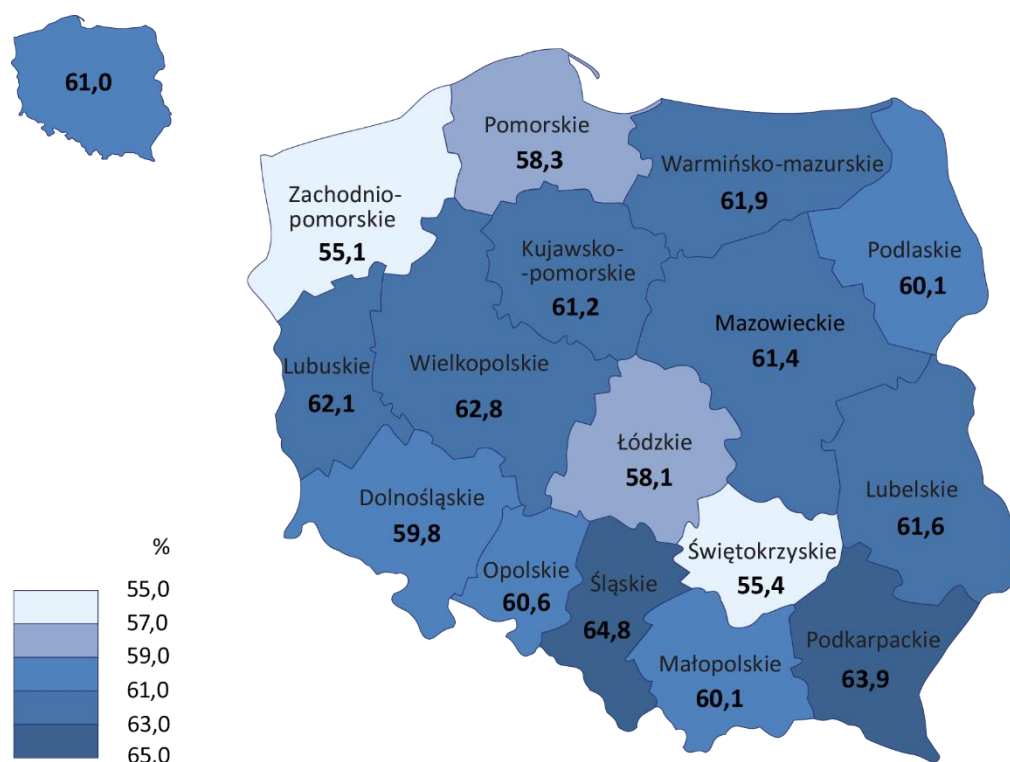 61,0
Pomorskie
58,3
Warmińsko-mazurskie
61,9
Zachodnio-
pomorskie
55,1
Kujawsko-
-pomorskie
61,2
Podlaskie
60,1
Mazowieckie
61,4
Lubuskie
62,1
Wielkopolskie
62,8
Łódzkie
58,1
Dolnośląskie
59,8
Lubelskie
61,6
Opolskie
60,6
Śląskie
64,8
Świętokrzyskie
55,4
Małopolskie
60,1
Podkarpackie
63,9
%
55,0
57,0
59,0
61,0
63,0
65,0